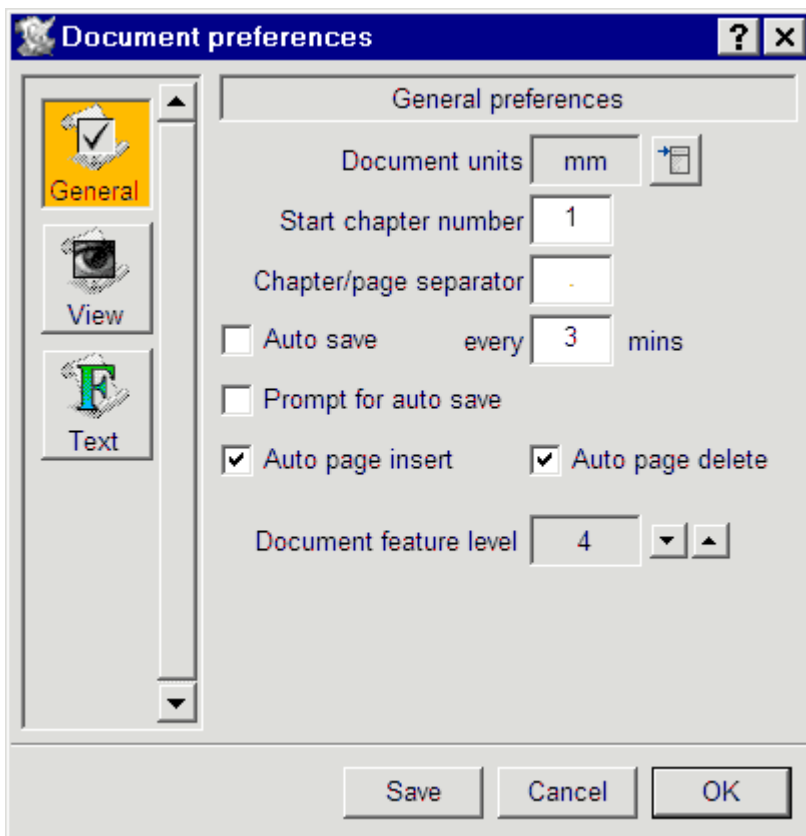 Document preferences
General
View
Text
General preferences
Document units mm
Start chapter number 1
Chapter/page separator .
Auto save every 3 mins
Prompt for auto save
Auto page insert Auto page delete
Document feature level 4
Save Cancel OK